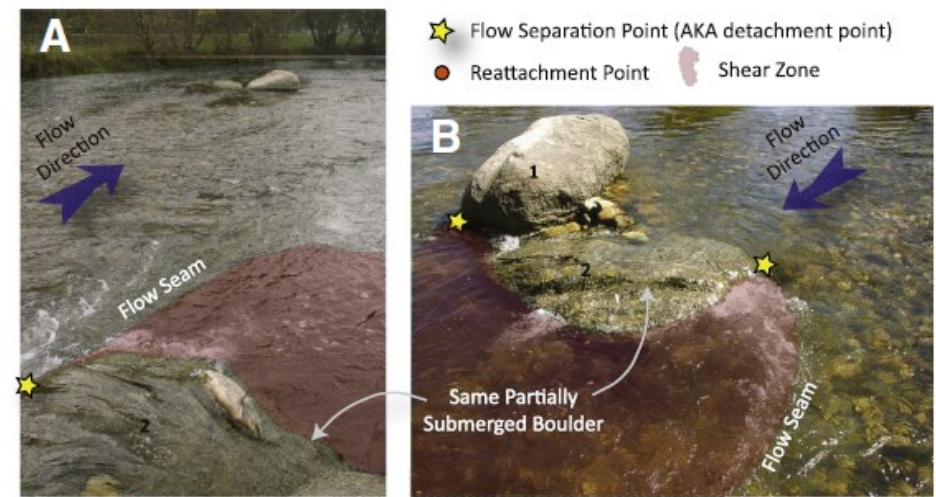 A
Flow Separation Point (AKA detachment point)
Reattachment Point
Shear Zone
Flow
Direction
Flow Seam
2
B
1
Flow
Direction
2
Same Partially
Submerged Boulder
Flow Seam